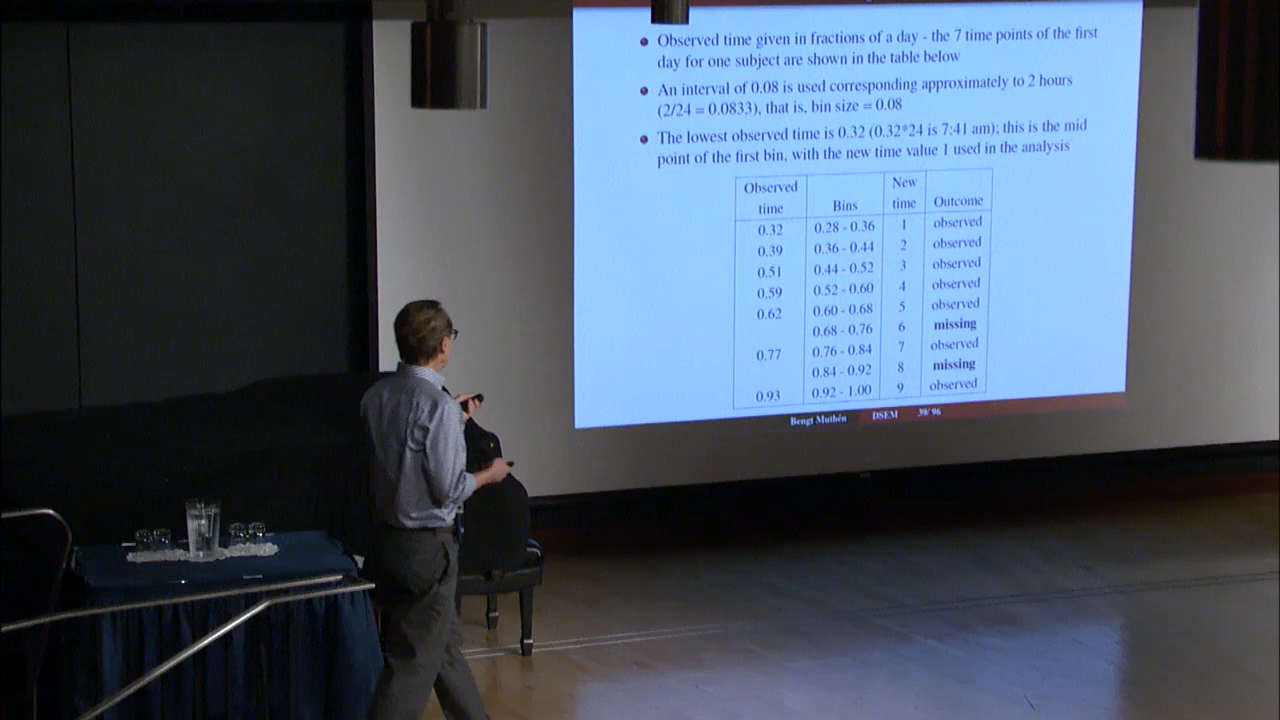 Observed time given in fractions of a day - the 7 time points of the first
day for one subject are shown in the table below
An interval of 0.08 is used corresponding approximately to 2 hours
(2/24 = 0.0833), that is, bin size = 0.08
The lowest observed time is 0.32 (0.32*24 is 7:41 am); this is the mid
point of the first bin, with the new time value 1 used in the analysis
Observed time Bins New time Outcome
0.32 0.28 - 0.36 1 observed
0.39 0.36 - 0.44 2 observed
0.51 0.44 - 0.52 3 observed
0.59 0.52 - 0.60 4 observed
0.62 0.60 - 0.68 5 observed
0.68 - 0.76 6 missing
0.77 0.76 - 0.84 7 observed
0.84 - 0.92 8 missing
0.93 0.92 - 1.00 9 observed
Bengt Muthén DSEM 39/ 96